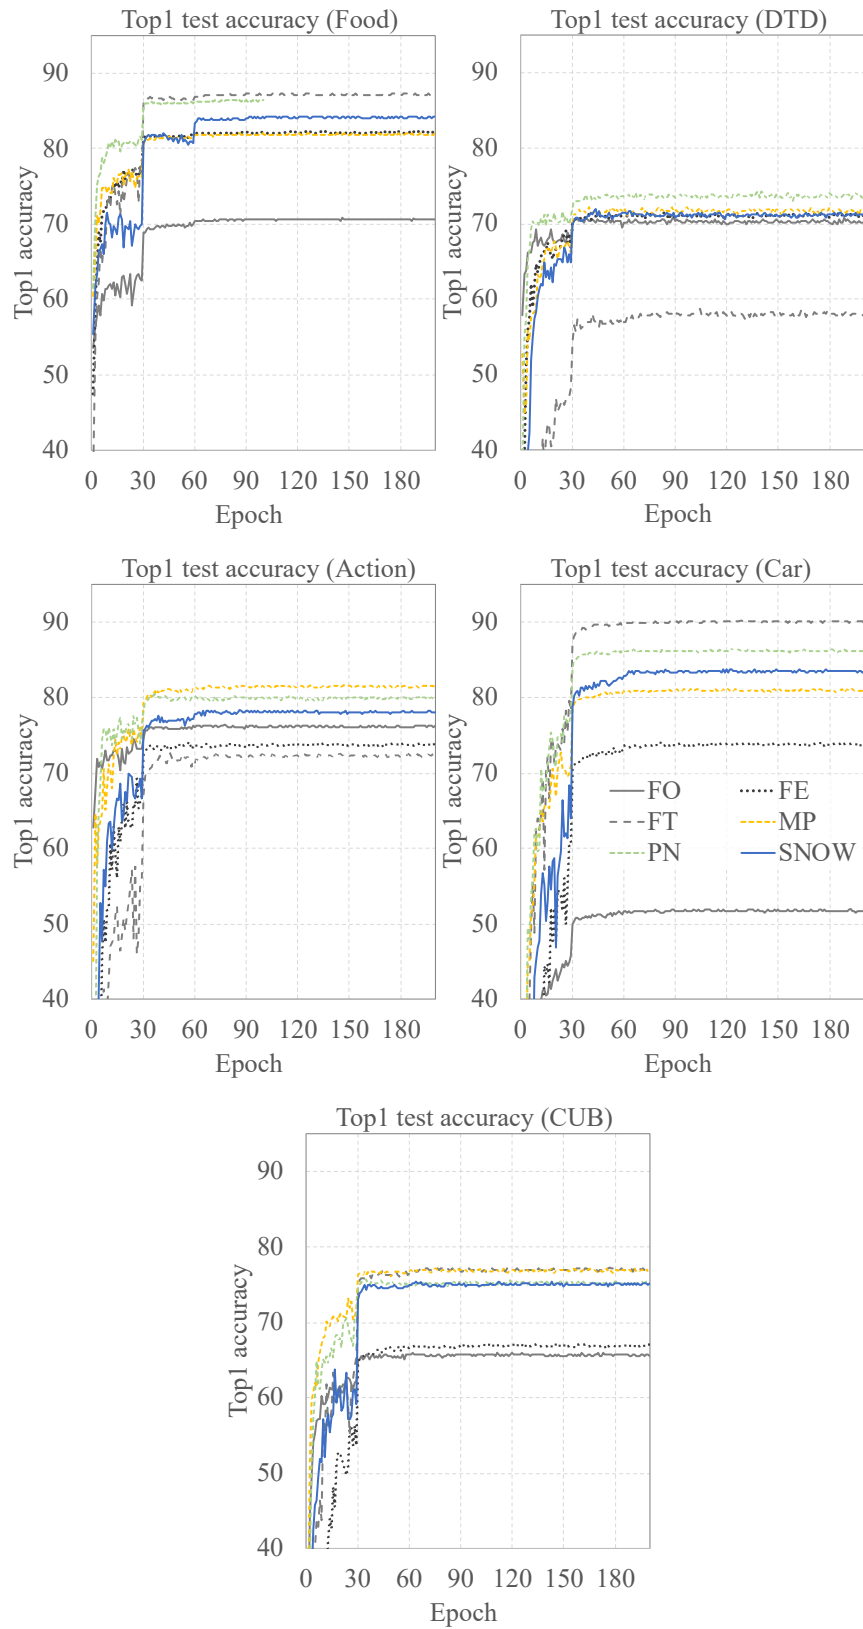 Top1 test accuracy (Food)
Top1 accuracy
90
80
70
60
50
40
0 30 60 90 120 150 180
Epoch
Top1 test accuracy (DTD)
Top1 accuracy
90
80
70
60
50
40
0 30 60 90 120 150 180
Epoch
Top1 test accuracy (Action)
Top1 accuracy
90
80
70
60
50
40
0 30 60 90 120 150 180
Epoch
Top1 test accuracy (Car)
Top1 accuracy
90
80
70
60
50
40
FO FE
FT MP
PN SNOW
0 30 60 90 120 150 180
Epoch
Top1 test accuracy (CUB)
Top1 accuracy
90
80
70
60
50
40
0 30 60 90 120 150 180
Epoch